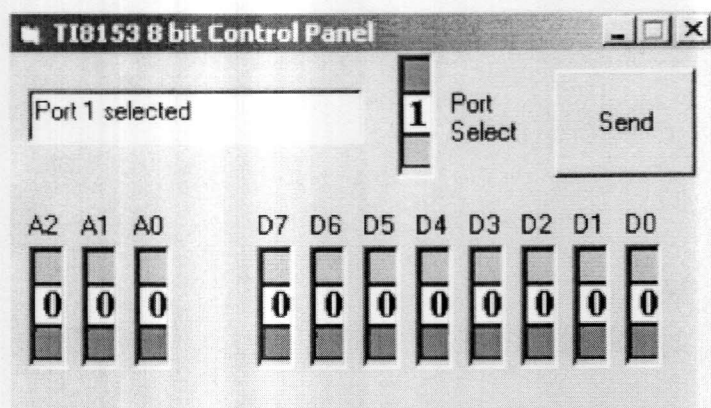 TI8153 8 bit Control Panel
Port 1 selected
1
Port
Select
Send
A2 A1 A0 D7 D6 D5 D4 D3 D2 D1 D0
0 0 0 0 0 0 0 0 0 0 0